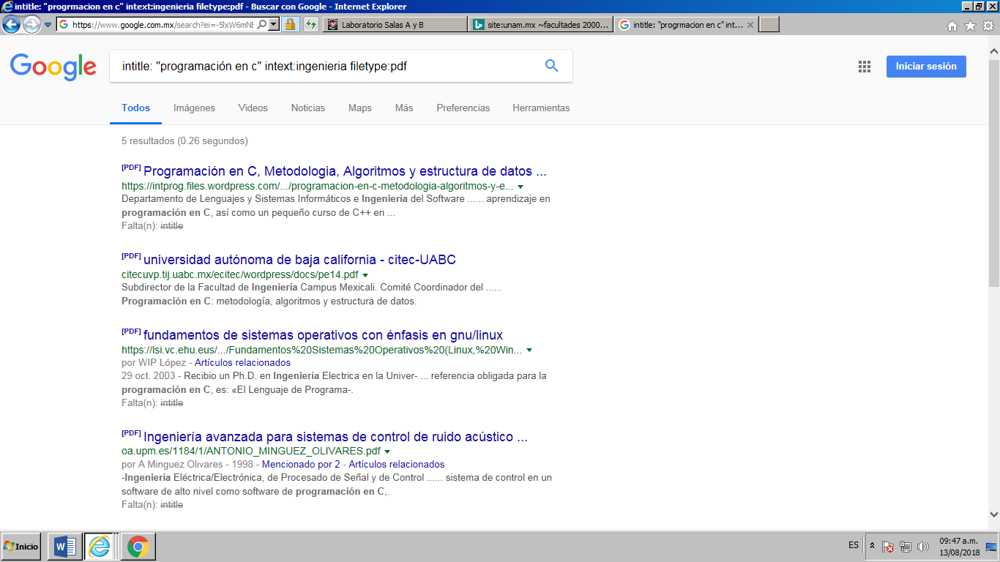 intitle: "progrmacion en c" intext:ingenieria filetype:pdf - Buscar con Google - Internet Explorer
https://www.google.com.mx/search?ei=-5lxW6mNE
Laboratorio Salas A y B
site:unam.mx ~facultades 2000...
intitle: "progrmacion en c" int...
Google
intitle: "programación en c" intext:ingenieria filetype:pdf
Iniciar sesión
Todos Imágenes Videos Noticias Maps Más Preferencias Herramientas
5 resultados (0.26 segundos)
[PDF] Programación en C, Metodologia, Algoritmos y estructura de datos ...
https://intprog.files.wordpress.com/.../programacion-en-c-metodologia-algoritmos-y-e...
Departamento de Lenguajes y Sistemas Informáticos e Ingeniería del Software ...... aprendizaje en
programación en C, así como un pequeño curso de C++ en ...
Falta(n): intitle
[PDF] universidad autónoma de baja california - citec-UABC
citecuvp.tij.uabc.mx/ecitec/wordpress/docs/pe14.pdf
Subdirector de la Facultad de Ingeniería Campus Mexicali. Comité Coordinador del ......
Programación en C: metodología, algoritmos y estructura de datos.
[PDF] fundamentos de sistemas operativos con énfasis en gnu/linux
https://lsi.vc.ehu.eus/.../Fundamentos%20Sistemas%20Operativos%20(Linux,%20Win...
por WIP López - Artículos relacionados
29 oct. 2003 - Recibio un Ph.D. en Ingeniería Electrica en la Univer- ... referencia obligada para la
programación en C, es: «El Lenguaje de Programa-.
Falta(n): intitle
[PDF] Ingeniería avanzada para sistemas de control de ruido acústico ...
oa.upm.es/1184/1/ANTONIO_MINGUEZ_OLIVARES.pdf
por A Minguez Olivares - 1998 - Mencionado por 2 - Artículos relacionados
-Ingeniería Eléctrica/Electrónica, de Procesado de Señal y de Control ...... sistema de control en un
software de alto nivel como software de programación en C,.
Falta(n): intitle
Inicio
ES
09:47 a.m.
13/08/2018